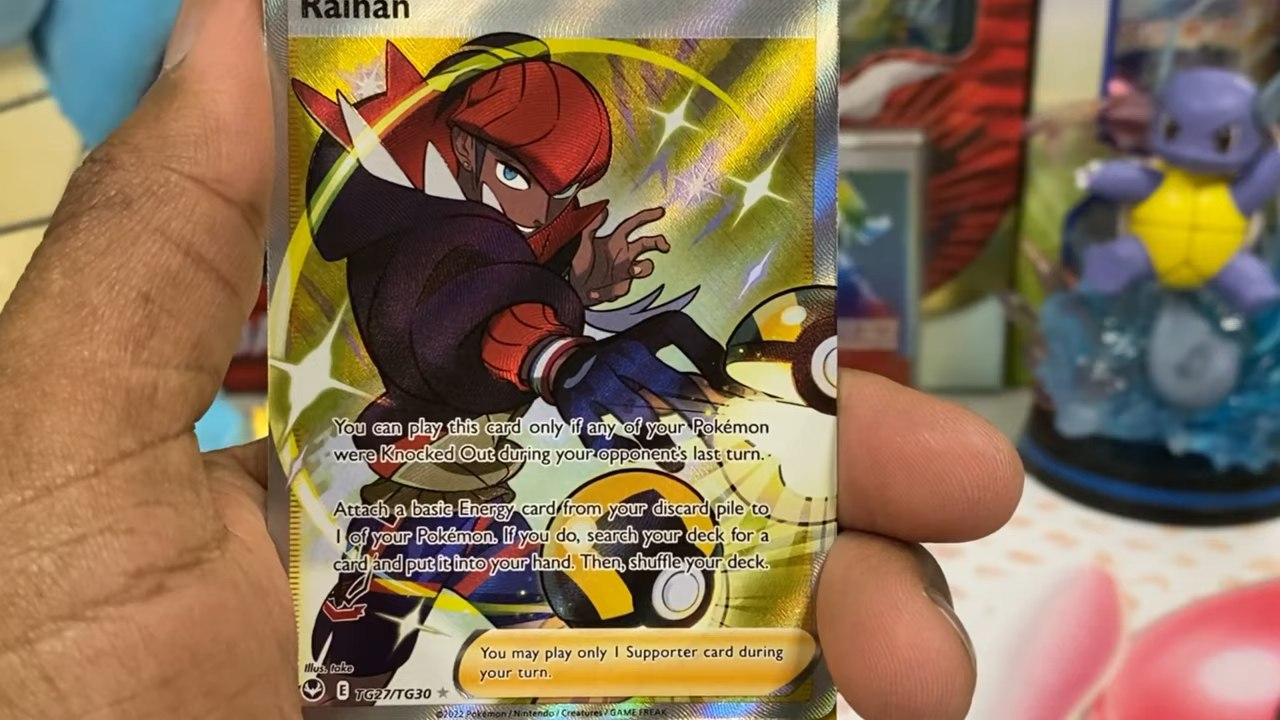 Raihan
You can play this card only if any of your Pokémon
were Knocked Out during your opponent's last turn.
Attach a basic Energy card from your discard pile to
1 of your Pokémon. If you do, search your deck for a
card and put it into your hand. Then, shuffle your deck.
You may play only 1 Supporter card during
your turn.
Illus. take
E TG27/TG30
©2022 Pokémon / Nintendo / Creatures / GAME FREAK